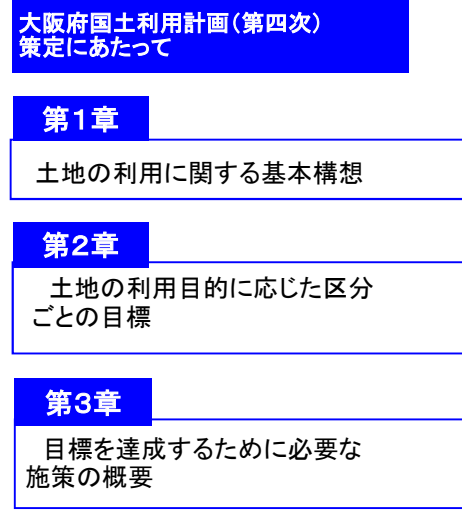 大阪府国土利用計画（第四次）
策定にあたって
第1章
土地の利用に関する基本構想
第2章
土地の利用目的に応じた区分
ごとの目標
第3章
目標を達成するために必要な
施策の概要